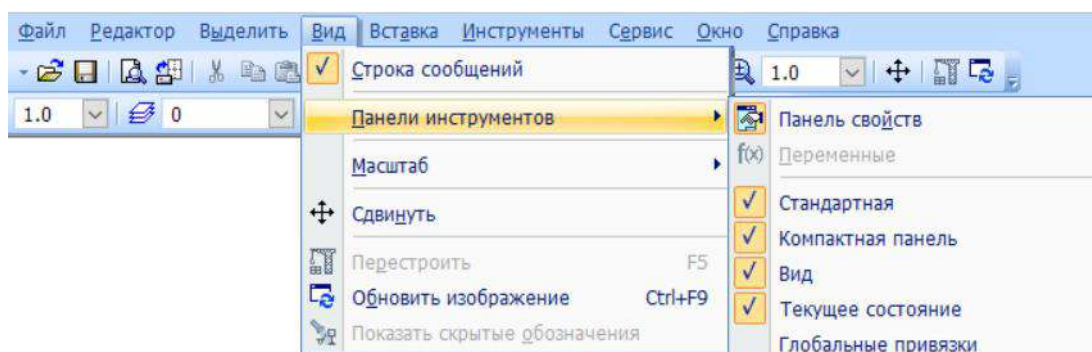 Файл Редактор Выделить Вид Вставка Инструменты Сервис Окно Справка
1.0
1.0 0
Строка сообщений
Панели инструментов
Масштаб
Сдвинуть
Перестроить F5
Обновить изображение Ctrl+F9
Показать скрытые обозначения
Панель свойств
f(x) Переменные
Стандартная
Компактная панель
Вид
Текущее состояние
Глобальные привязки